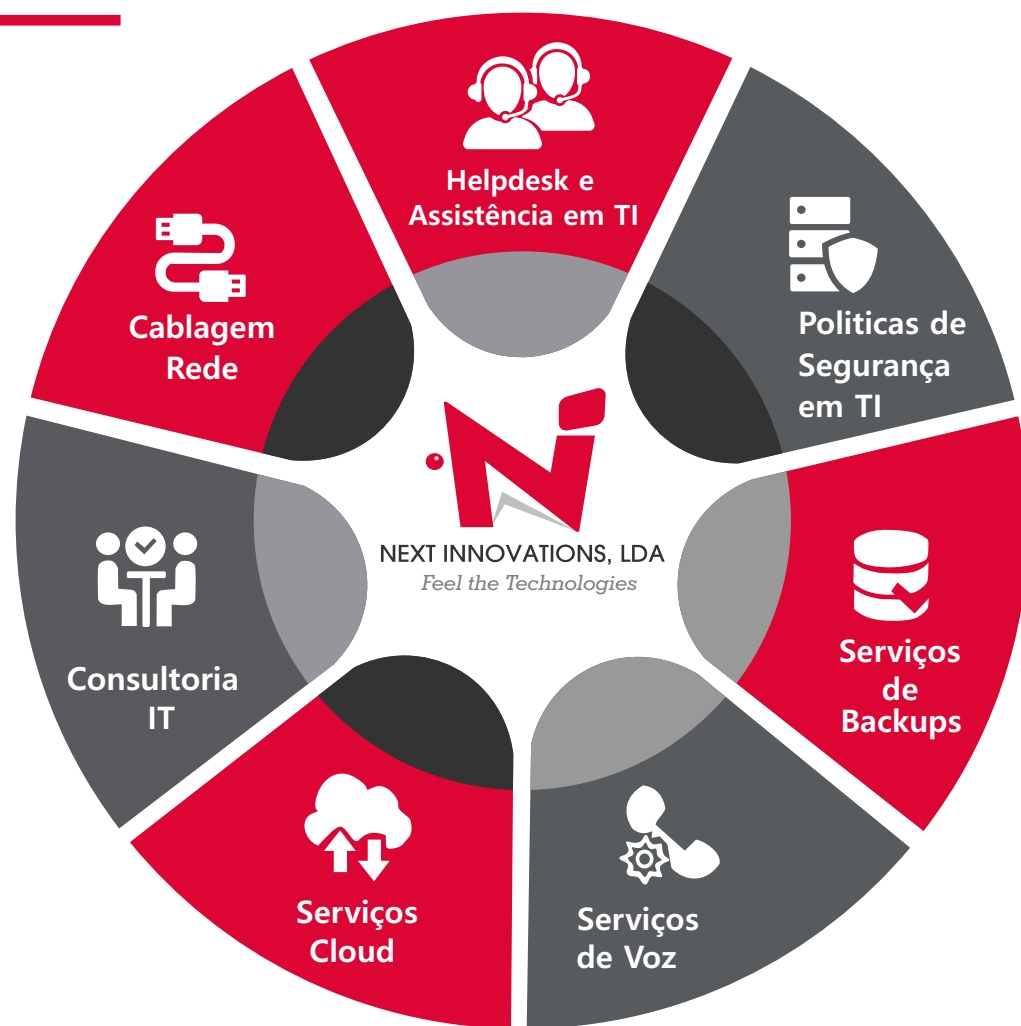 Helpdesk e
Assistência em TI
Politicas de
Segurança
em TI
Serviços
de
Backups
Serviços
de Voz
Serviços
Cloud
Consultoria
IT
Cablagem
Rede
NEXT INNOVATIONS, LDA
Feel the Technologies